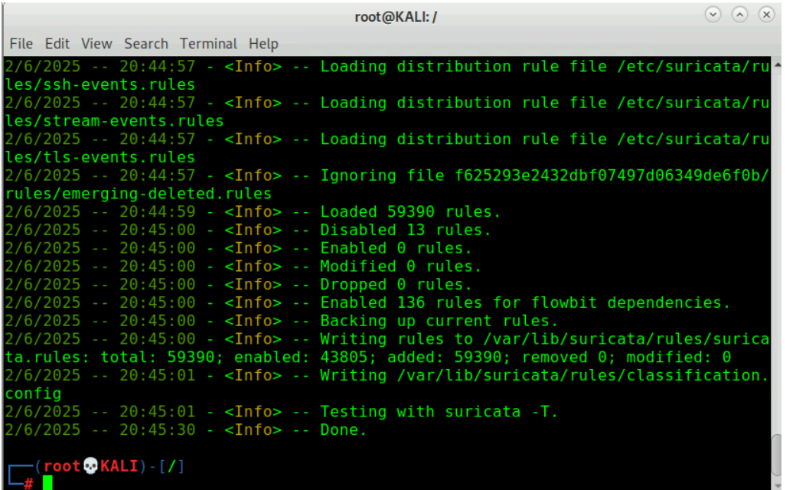 root@KALI: /
File Edit View Search Terminal Help
2/6/2025 -- 20:44:57 - <Info> -- Loading distribution rule file /etc/suricata/ru
les/ssh-events.rules
2/6/2025 -- 20:44:57 - <Info> -- Loading distribution rule file /etc/suricata/ru
les/stream-events.rules
2/6/2025 -- 20:44:57 - <Info> -- Loading distribution rule file /etc/suricata/ru
les/tls-events.rules
2/6/2025 -- 20:44:57 - <Info> -- Ignoring file f625293e2432dbf07497d06349de6f0b/
rules/emerging-deleted.rules
2/6/2025 -- 20:44:59 - <Info> -- Loaded 59390 rules.
2/6/2025 -- 20:45:00 - <Info> -- Disabled 13 rules.
2/6/2025 -- 20:45:00 - <Info> -- Enabled 0 rules.
2/6/2025 -- 20:45:00 - <Info> -- Modified 0 rules.
2/6/2025 -- 20:45:00 - <Info> -- Dropped 0 rules.
2/6/2025 -- 20:45:00 - <Info> -- Enabled 136 rules for flowbit dependencies.
2/6/2025 -- 20:45:00 - <Info> -- Backing up current rules.
2/6/2025 -- 20:45:00 - <Info> -- Writing rules to /var/lib/suricata/rules/surica
ta.rules: total: 59390; enabled: 43805; added: 59390; removed 0; modified: 0
2/6/2025 -- 20:45:01 - <Info> -- Writing /var/lib/suricata/rules/classification.
config
2/6/2025 -- 20:45:01 - <Info> -- Testing with suricata -T.
2/6/2025 -- 20:45:30 - <Info> -- Done.
┌──(root💀KALI)-[/]
└─#